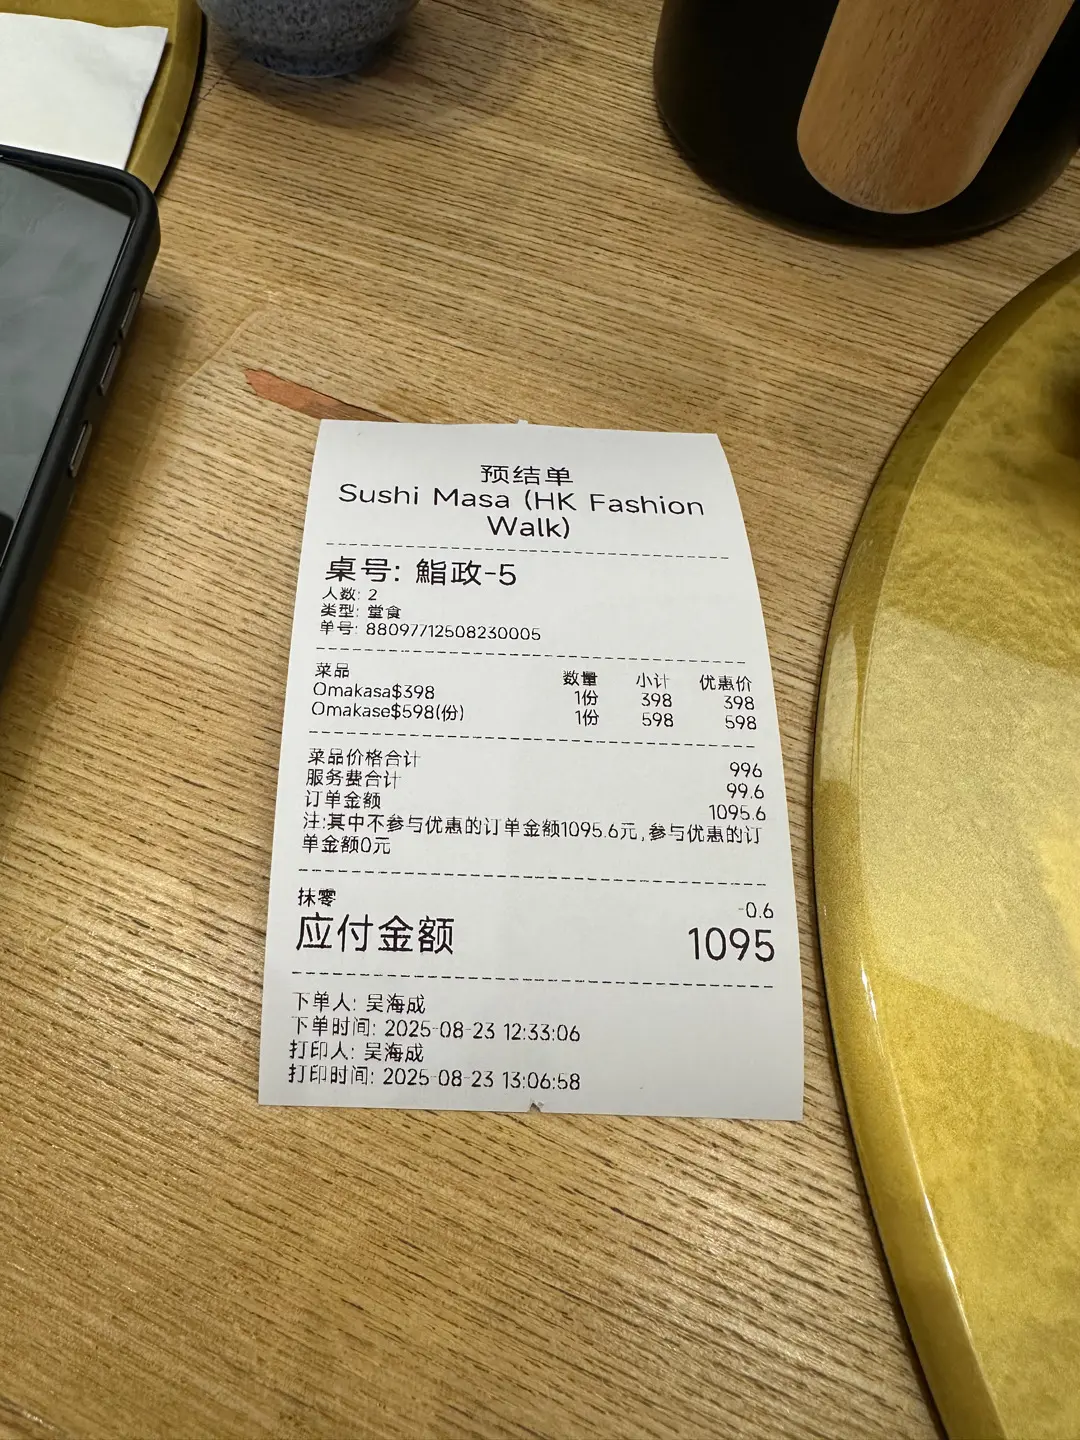 预结单
Sushi Masa (HK Fashion
Walk)
桌号: 鮨政-5
人数: 2
类型: 堂食
单号: 88097712508230005
菜品 数量 小计 优惠价
Omakasa$398 1份 398 398
Omakase$598(份) 1份 598 598
菜品价格合计 996
服务费合计 99.6
订单金额 1095.6
注:其中不参与优惠的订单金额1095.6元,参与优惠的订
单金额0元
抹零 -0.6
应付金额 1095
下单人: 吴海成
下单时间: 2025-08-23 12:33:06
打印人: 吴海成
打印时间: 2025-08-23 13:06:58